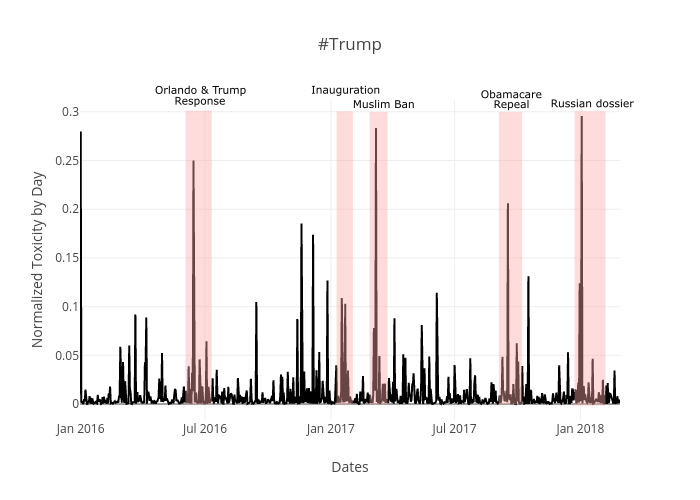 #Trump
Orlando & Trump
Response
Inauguration
Muslim Ban
Obamacare
Repeal
Russian dossier
0.3
0.25
0.2
0.15
0.1
0.05
0
Normalized Toxicity by Day
Jan 2016
Jul 2016
Jan 2017
Jul 2017
Jan 2018
Dates